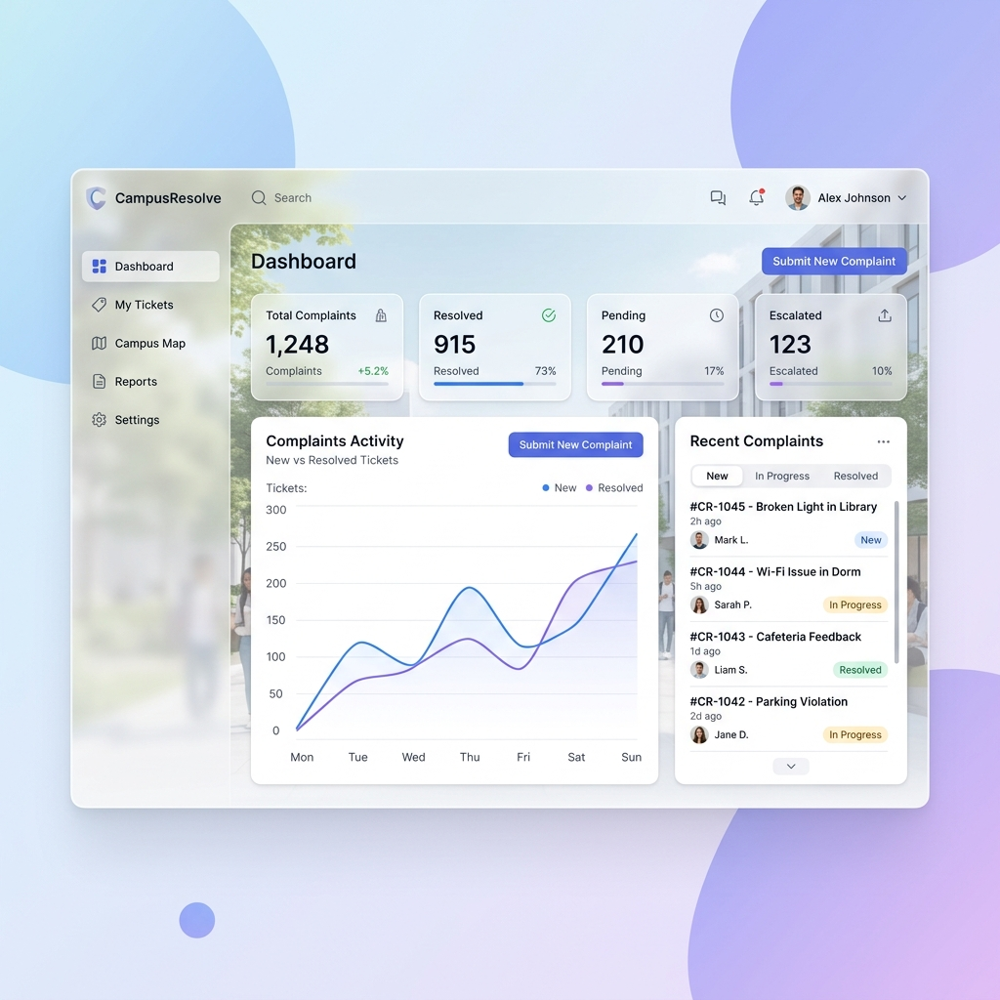 CampusResolve
Search
Alex Johnson
Dashboard
My Tickets
Campus Map
Reports
Settings
Dashboard
Submit New Complaint
Total Complaints
1,248
Complaints +5.2%
Resolved
915
Resolved 73%
Pending
210
Pending 17%
Escalated
123
Escalated 10%
Complaints Activity
New vs Resolved Tickets
Submit New Complaint
Tickets:
New Resolved
300
250
200
150
100
50
0
Mon Tue Wed Thu Fri Sat Sun
Recent Complaints
New In Progress Resolved
#CR-1045 - Broken Light in Library
2h ago
Mark L. New
#CR-1044 - Wi-Fi Issue in Dorm
5h ago
Sarah P. In Progress
#CR-1043 - Cafeteria Feedback
1d ago
Liam S. Resolved
#CR-1042 - Parking Violation
2d ago
Jane D. In Progress